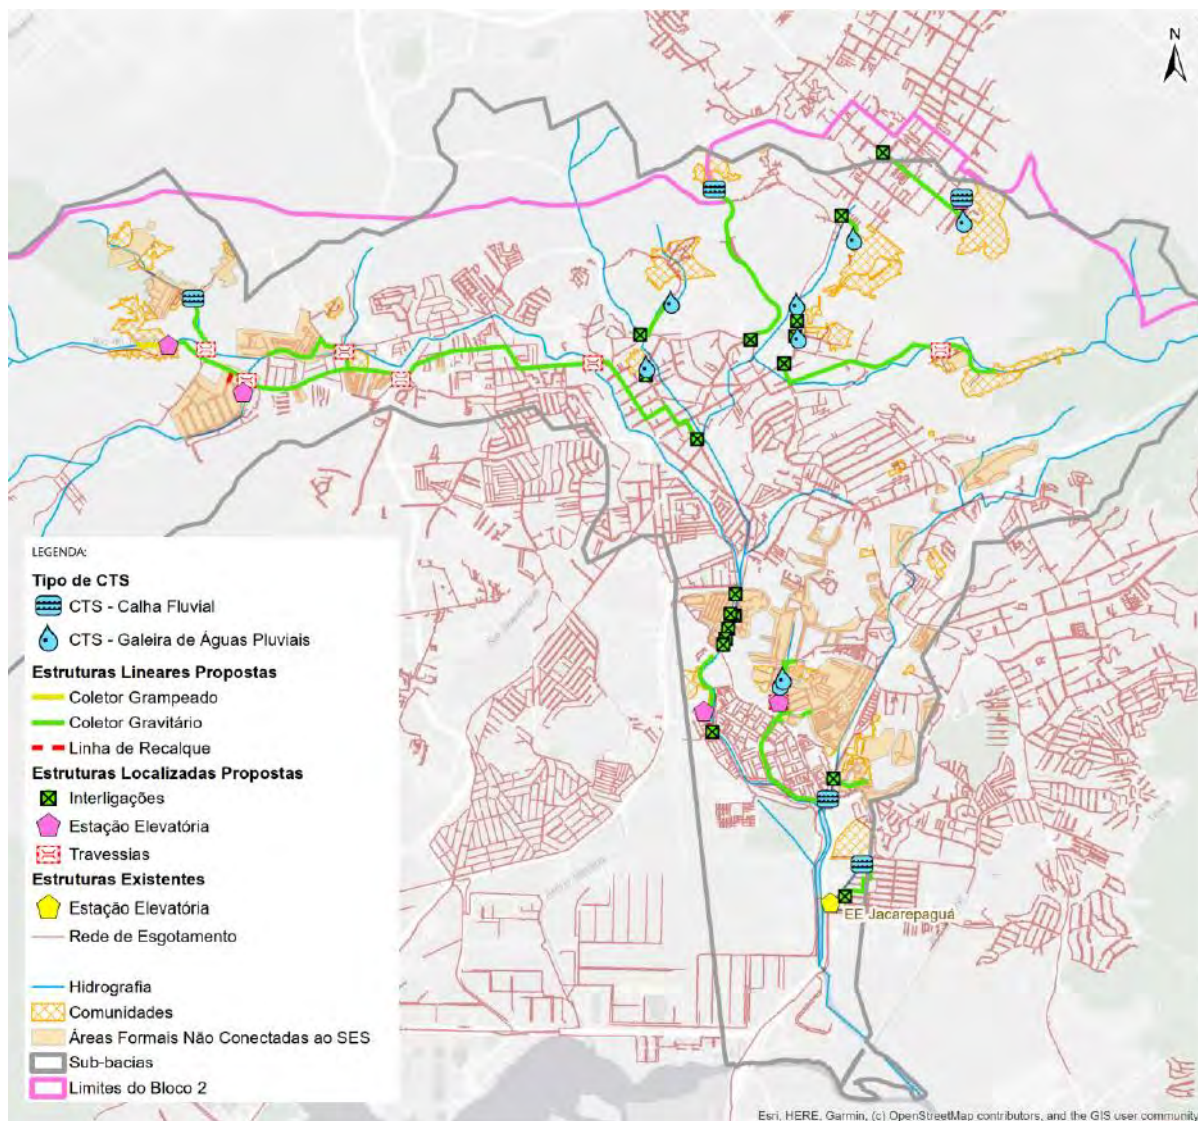 N
LEGENDA:
Tipo de CTS
CTS - Calha Fluvial
CTS - Galeira de Águas Pluviais
Estruturas Lineares Propostas
Coletor Grampeado
Coletor Gravitário
Linha de Recalque
Estruturas Localizadas Propostas
Interligações
Estação Elevatória
Travessias
Estruturas Existentes
Estação Elevatória
Rede de Esgotamento
Hidrografia
Comunidades
Áreas Formais Não Conectadas ao SES
Sub-bacias
Limites do Bloco 2
EE Jacarepaguá
Esri, HERE, Garmin, (c) OpenStreetMap contributors, and the GIS user community